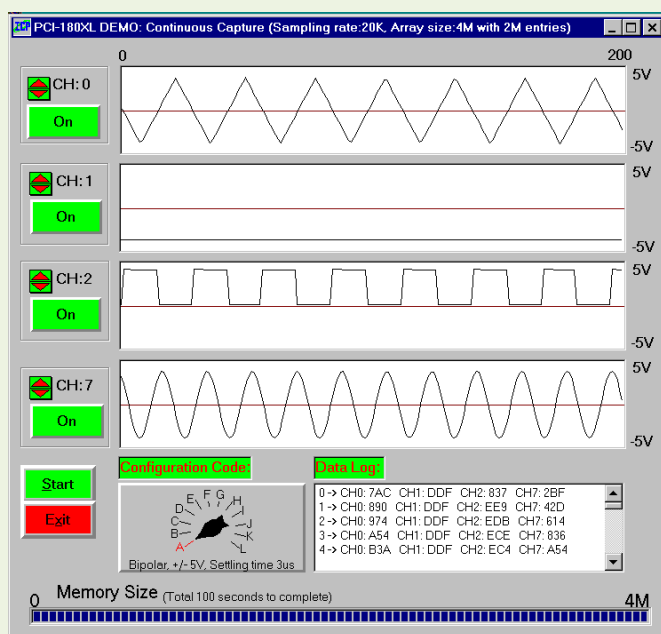 ZCP PCI-180XL DEMO: Continuous Capture (Sampling rate:20K, Array size:4M with 2M entries)
0 200
CH:0
On
5V
-5V
CH:1
On
5V
-5V
CH:2
On
5V
-5V
CH:7
On
5V
-5V
Start
Exit
Configuration Code:
A B C D E F G H I J K L
Bipolar, +/- 5V, Settling time 3us
Data Log:
0 -> CH0: 7AC CH1: DDF CH2: 837 CH7: 2BF
1 -> CH0: 890 CH1: DDF CH2: EE9 CH7: 42D
2 -> CH0: 974 CH1: DDF CH2: EDB CH7: 614
3 -> CH0: A54 CH1: DDF CH2: ECE CH7: 836
4 -> CH0: B3A CH1: DDF CH2: EC4 CH7: A54
Memory Size (Total 100 seconds to complete)
0 4M